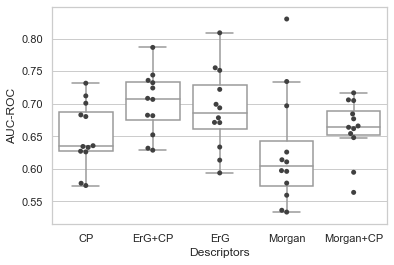 AUC-ROC
0.80
0.75
0.70
0.65
0.60
0.55
CP
ErG+CP
ErG
Morgan
Morgan+CP
Descriptors